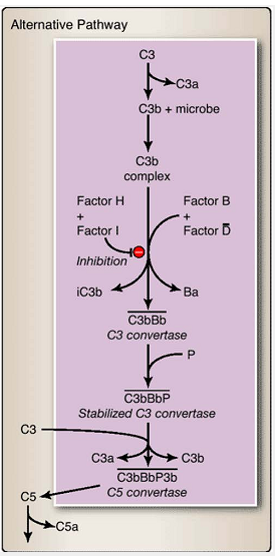 Alternative Pathway
C3
C3a
C3b + microbe
C3b
complex
Factor H
+
Factor I
Factor B
+
Factor D̅
Inhibition
iC3b
Ba
C3bBb
C3 convertase
P
C3bBbP
Stabilized C3 convertase
C3
C3a
C3b
C3bBbP3b
C5 convertase
C5
C5a